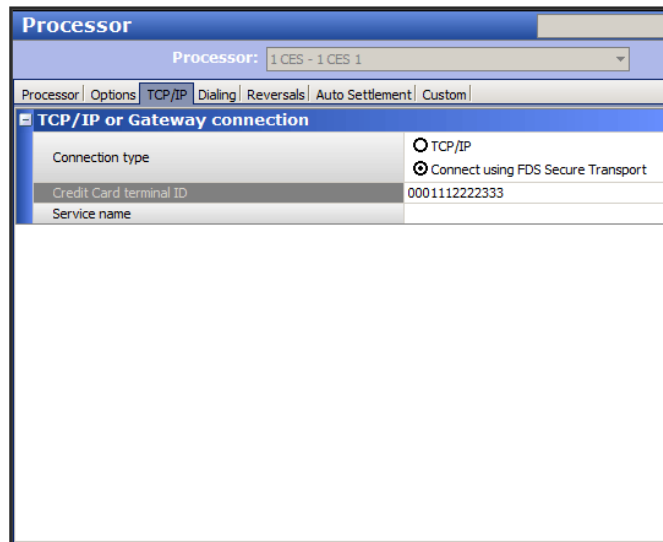 Processor
Processor: 1 CES - 1 CES 1
Processor Options TCP/IP Dialing Reversals Auto Settlement Custom
TCP/IP or Gateway connection
Connection type
TCP/IP
Connect using FDS Secure Transport
Credit Card terminal ID 0001112222333
Service name